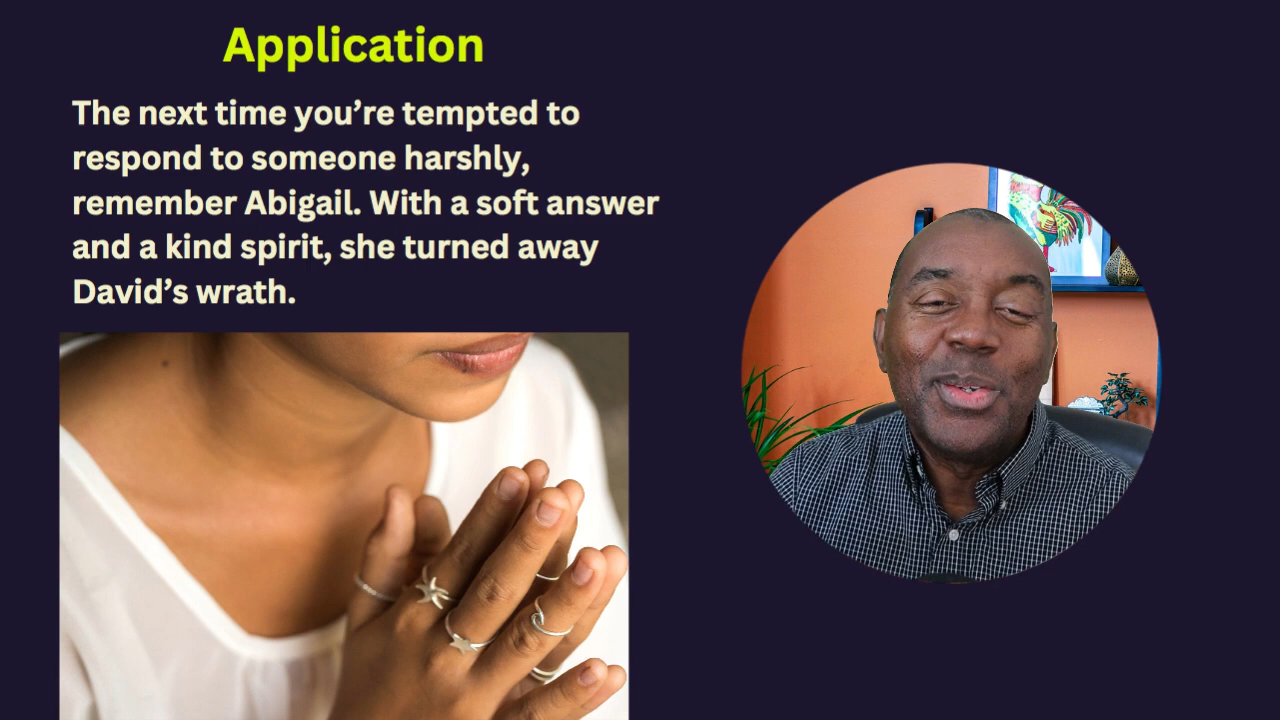 Application
The next time you’re tempted to
respond to someone harshly,
remember Abigail. With a soft answer
and a kind spirit, she turned away
David’s wrath.